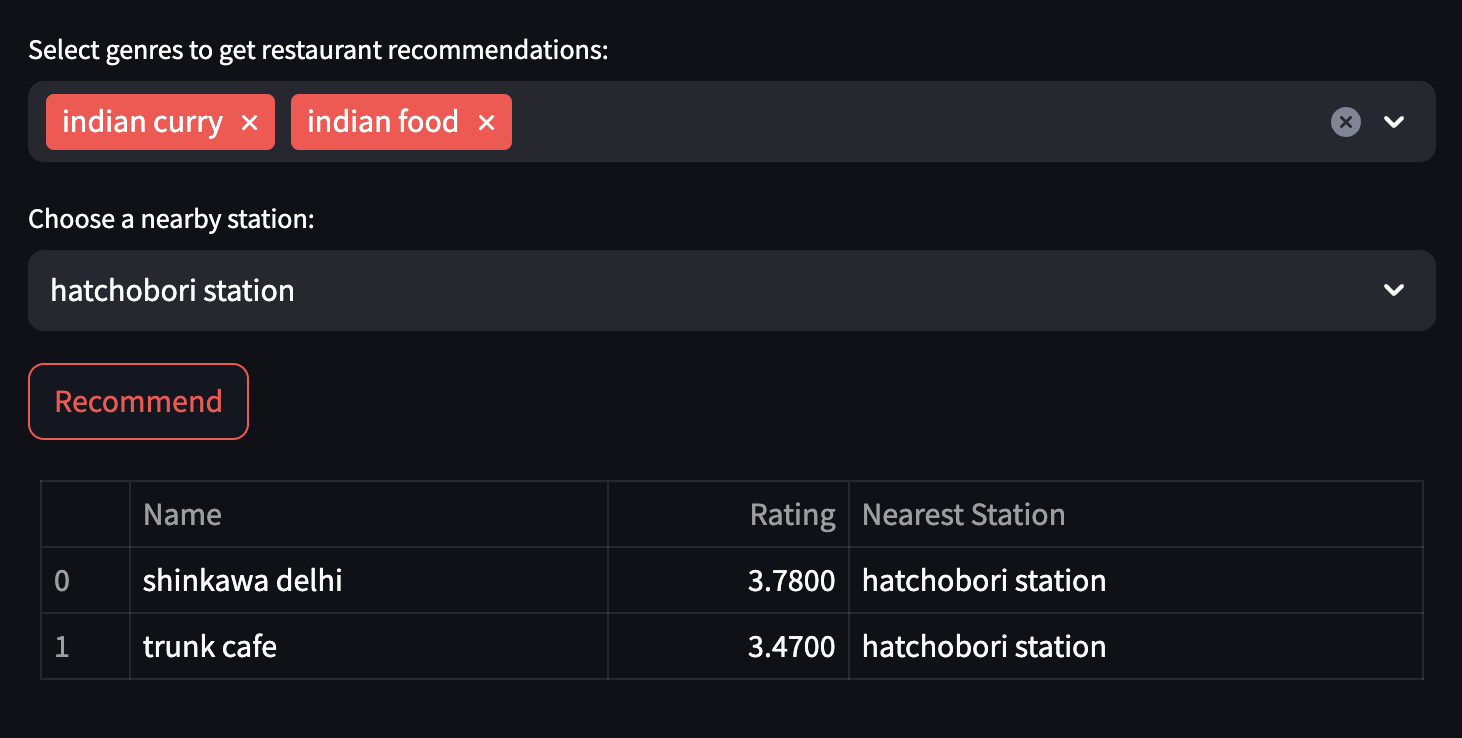 Select genres to get restaurant recommendations:
indian curry × indian food ×
Choose a nearby station:
hatchobori station
Recommend
Name Rating Nearest Station
0 shinkawa delhi 3.7800 hatchobori station
1 trunk cafe 3.4700 hatchobori station